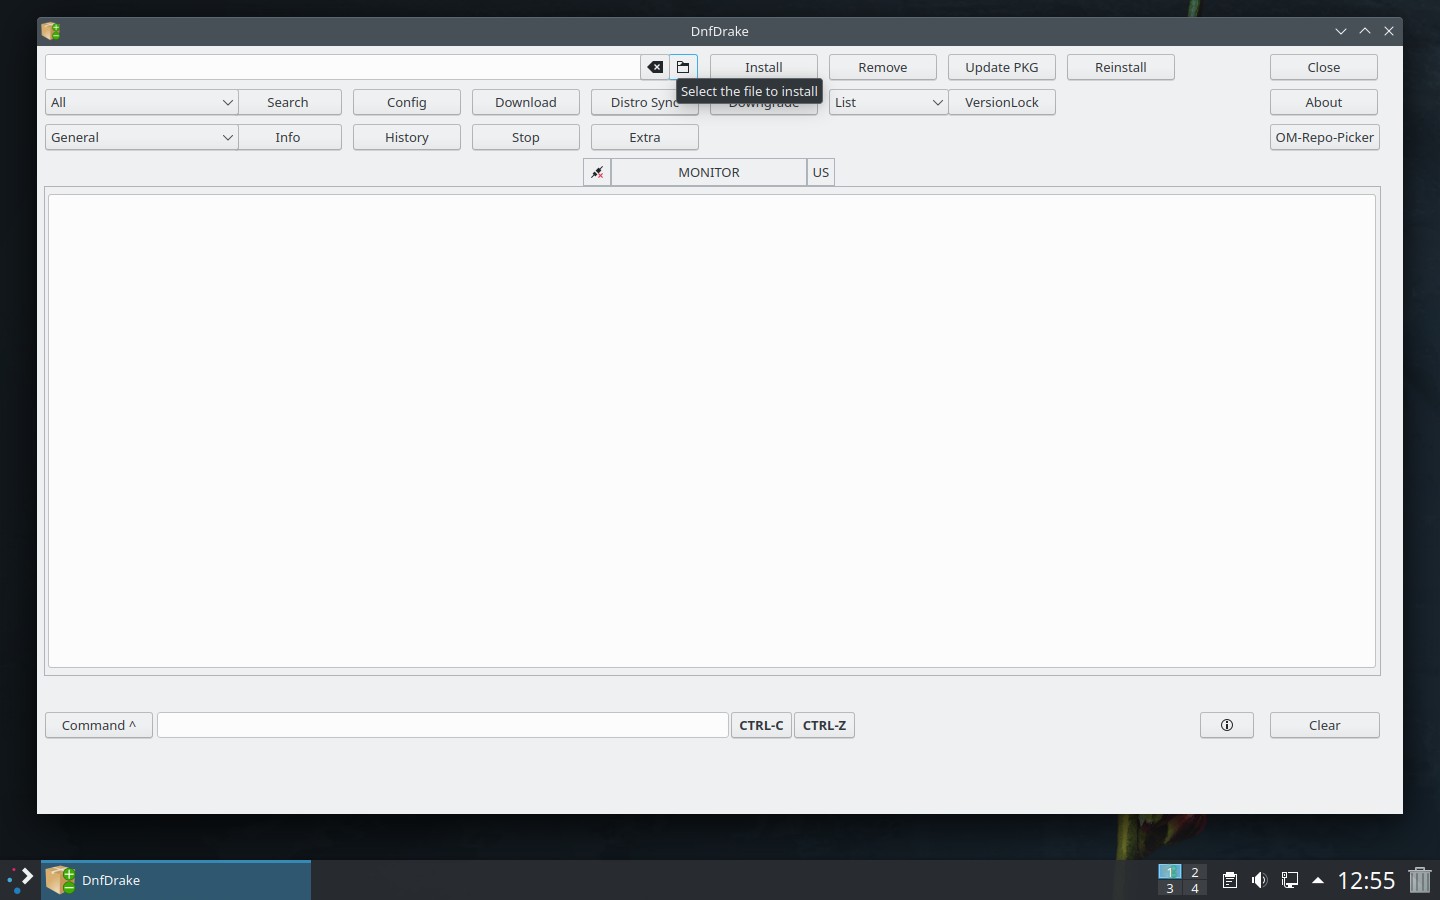 DnfDrake
Install
Remove
Update PKG
Reinstall
Close
Select the file to install
All
Search
Config
Download
Distro Sync
Downgrade
List
VersionLock
About
General
Info
History
Stop
Extra
OM-Repo-Picker
MONITOR
US
Command ^
CTRL-C
CTRL-Z
Clear
DnfDrake
1 2
3 4
12:55